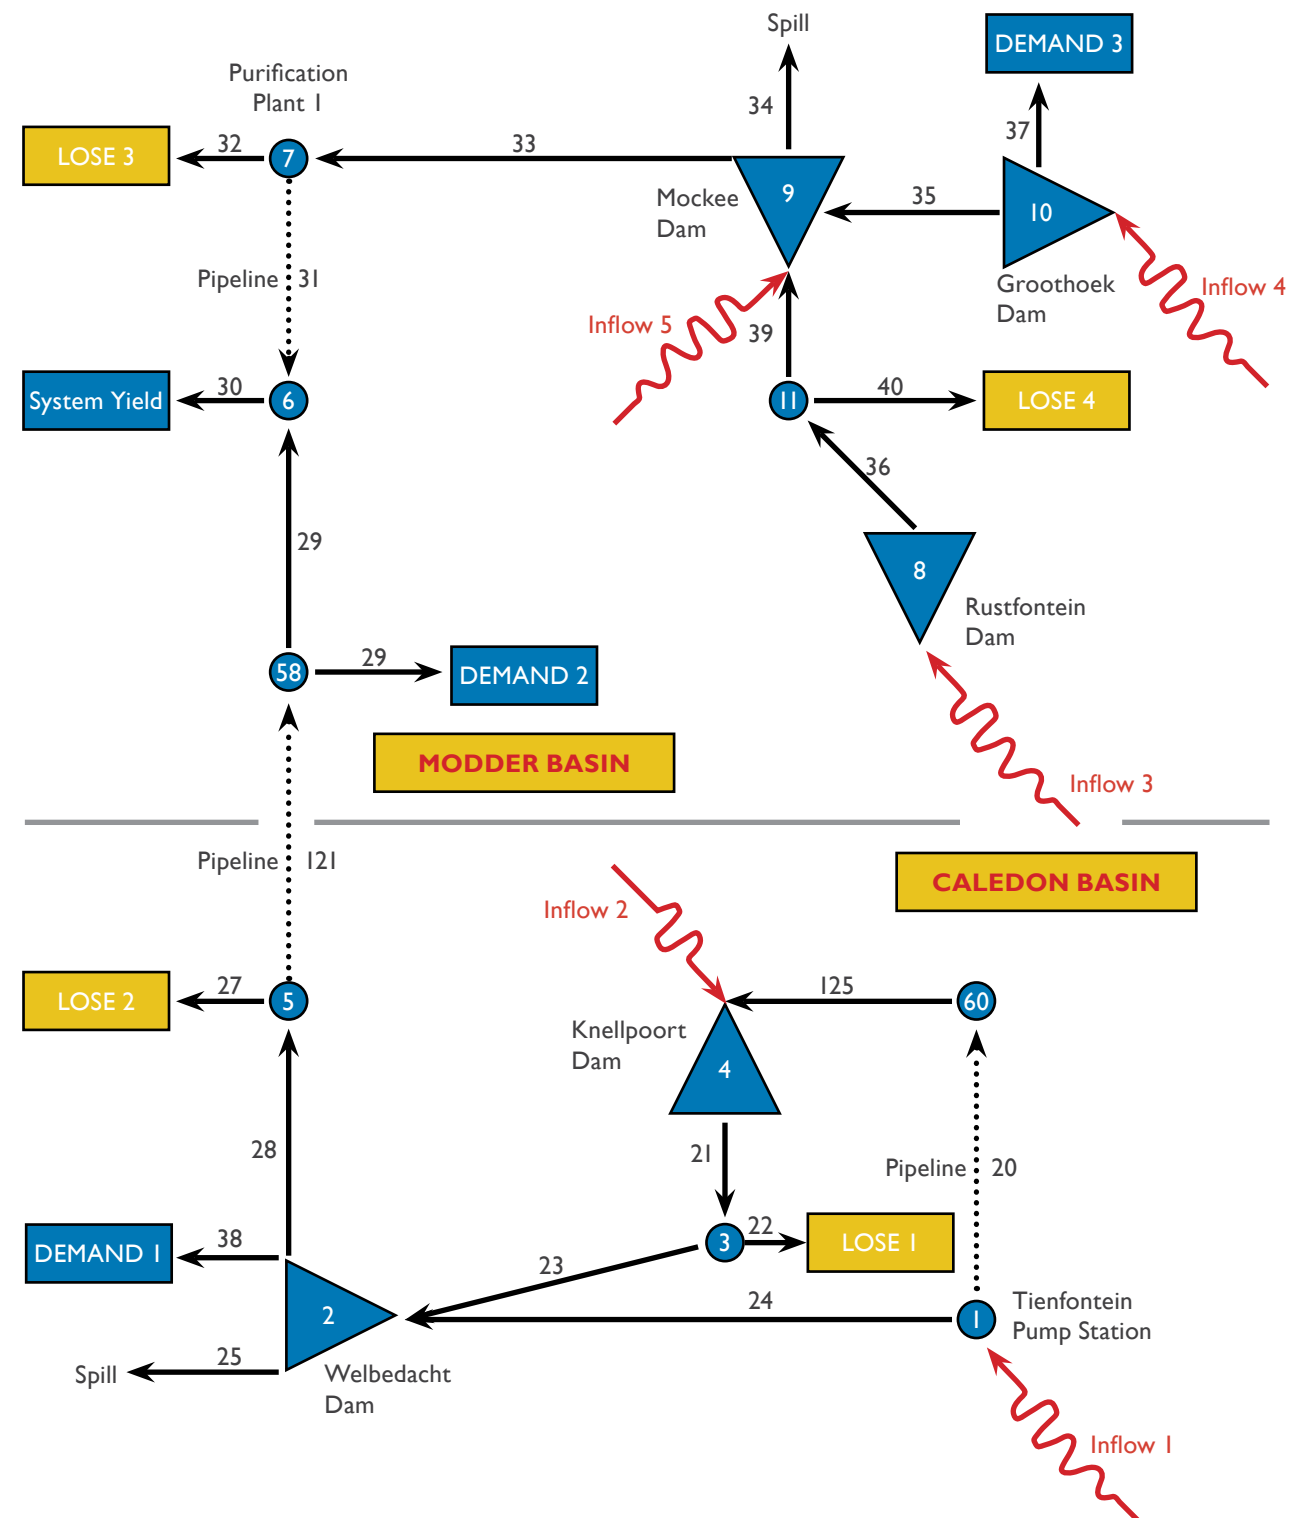 Spill
DEMAND 3
34
37
Purification
Plant 1
LOSE 3
32
7
33
9
Mockee
Dam
35
10
Groothoek
Dam
Inflow 4
Pipeline
31
Inflow 5
39
System Yield
30
6
11
40
LOSE 4
36
29
8
Rustfontein
Dam
58
29
DEMAND 2
MODDER BASIN
Inflow 3
Pipeline
121
CALEDON BASIN
Inflow 2
LOSE 2
27
5
125
60
Knellpoort
Dam
4
28
21
Pipeline
20
DEMAND 1
38
3
22
LOSE 1
23
24
2
1
Tienfontein
Pump Station
Spill
25
Welbedacht
Dam
Inflow 1